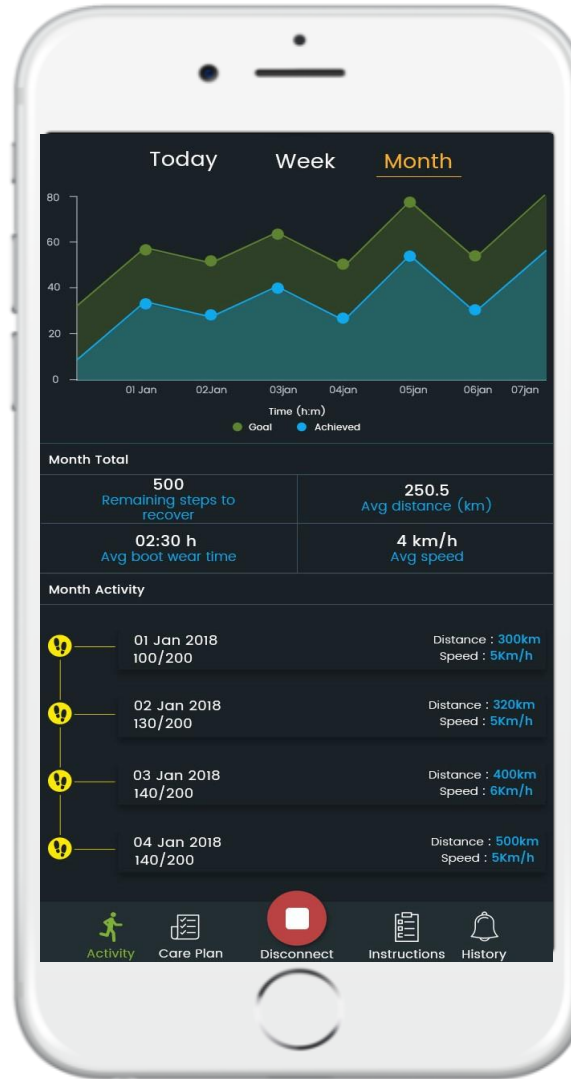 Today Week Month
80
60
40
20
0
01 Jan 02Jan 03jan 04jan 05jan 06jan 07jan
Time (h:m)
Goal Achieved
Month Total
500
Remaining steps to
recover
250.5
Avg distance (km)
02:30 h
Avg boot wear time
4 km/h
Avg speed
Month Activity
01 Jan 2018
100/200
Distance : 300km
Speed : 5Km/h
02 Jan 2018
130/200
Distance : 320km
Speed : 5Km/h
03 Jan 2018
140/200
Distance : 400km
Speed : 6Km/h
04 Jan 2018
140/200
Distance : 500km
Speed : 5Km/h
Activity Care Plan Disconnect Instructions History